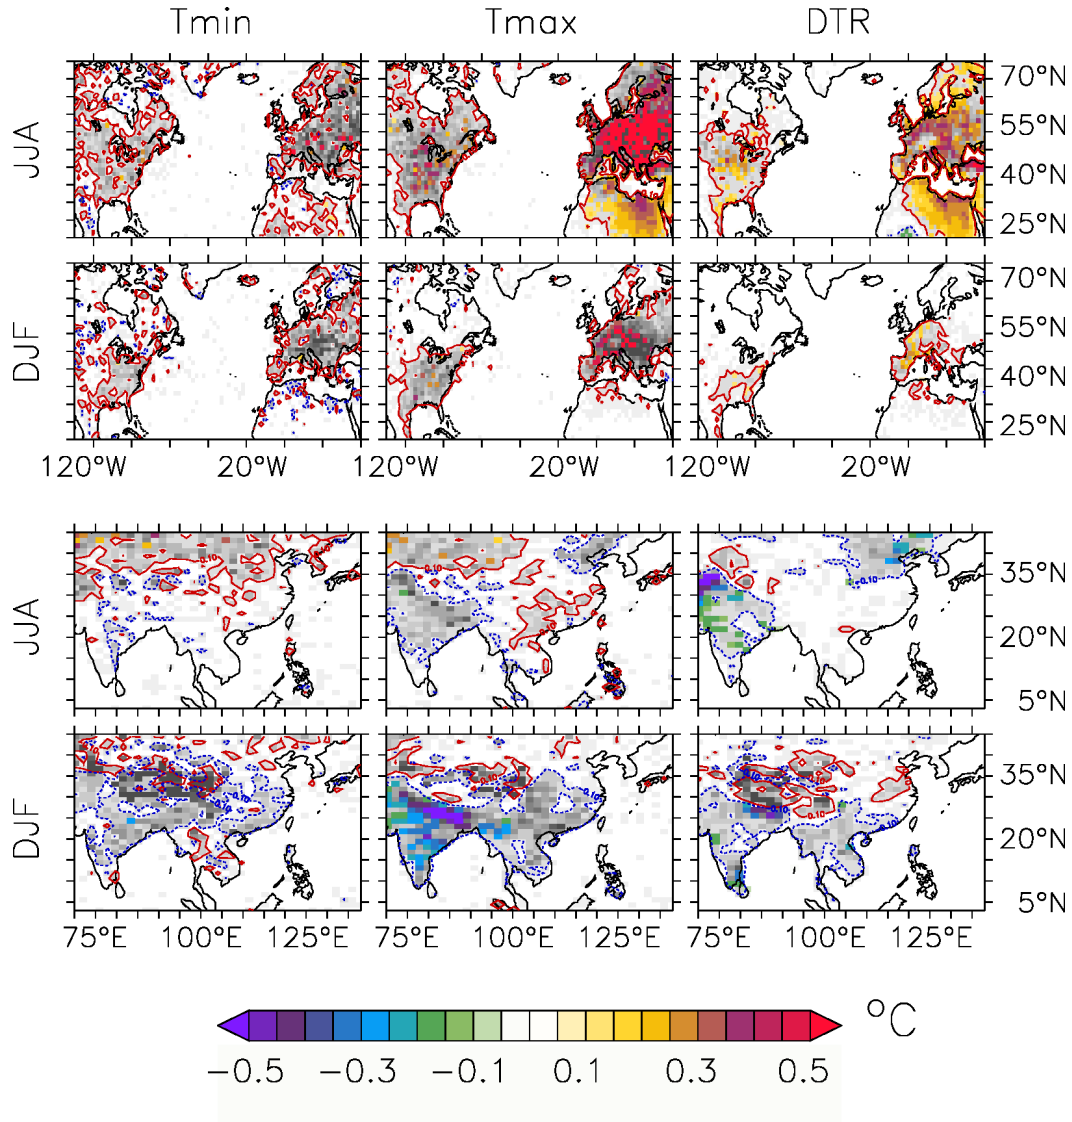 Tmin Tmax DTR
JJA
70°N
55°N
40°N
25°N
DJF
70°N
55°N
40°N
25°N
120°W 20°W 120°W 20°W 120°W 20°W
JJA
35°N
20°N
5°N
DJF
35°N
20°N
5°N
75°E 100°E 125°E 75°E 100°E 125°E 75°E 100°E 125°E
°C
−0.5 −0.3 −0.1 0.1 0.3 0.5